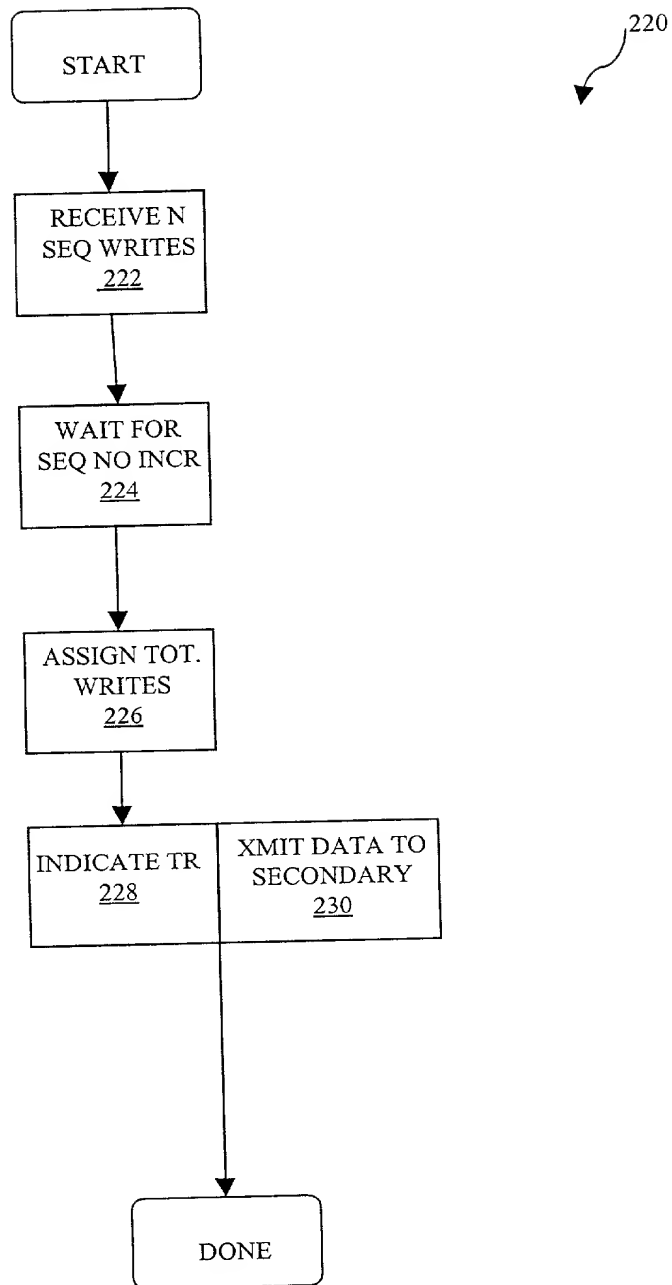 220
START
RECEIVE N
SEQ WRITES
222
WAIT FOR
SEQ NO INCR
224
ASSIGN TOT.
WRITES
226
INDICATE TR
228
XMIT DATA TO
SECONDARY
230
DONE